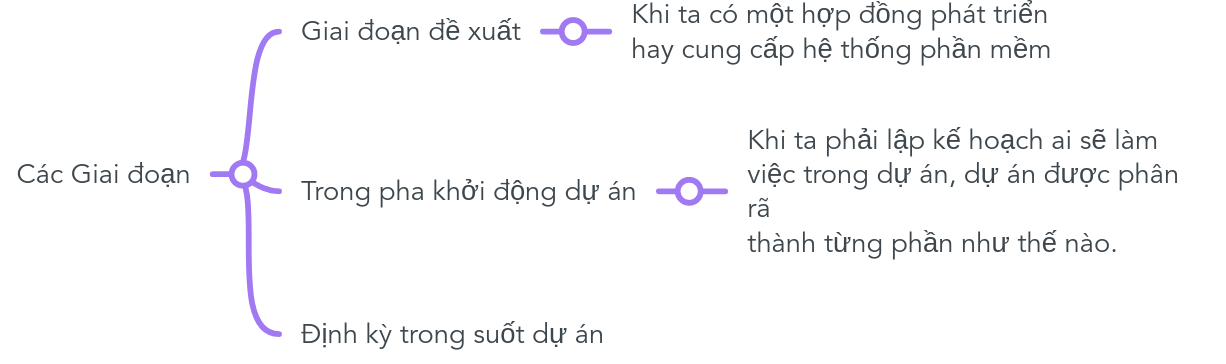 Các Giai đoạn
Giai đoạn đề xuất
Khi ta có một hợp đồng phát triển
hay cung cấp hệ thống phần mềm
Trong pha khởi động dự án
Khi ta phải lập kế hoạch ai sẽ làm
việc trong dự án, dự án được phân
rã
thành từng phần như thế nào.
Định kỳ trong suốt dự án